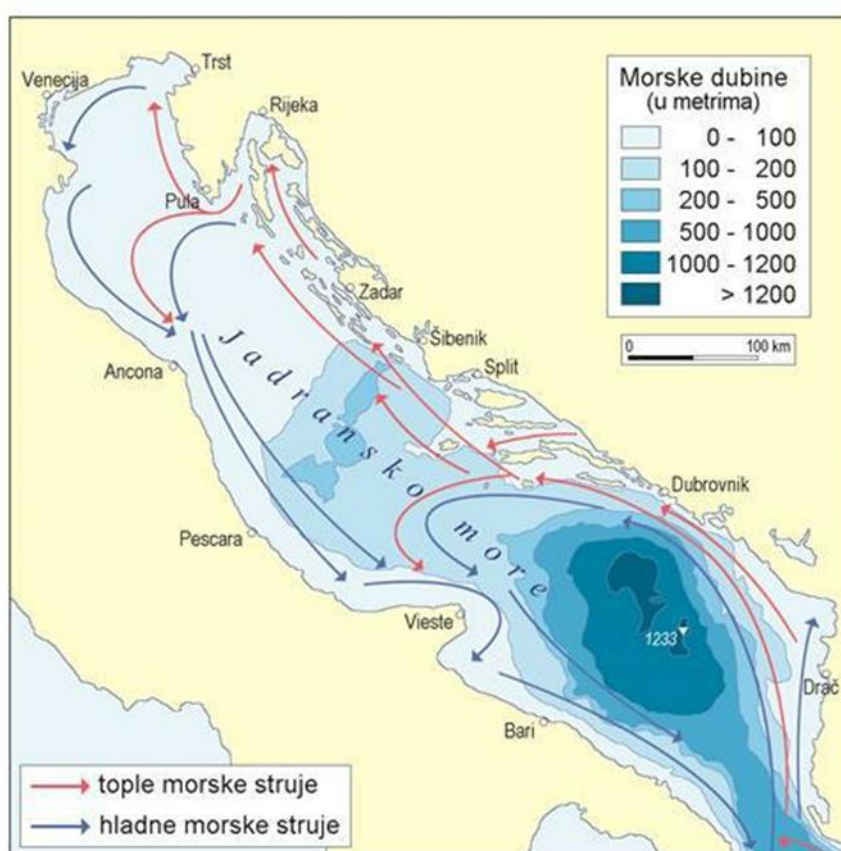 Trst
Venecija
Rijeka
Pula
Zadar
Šibenik
Ancona
Split
Jadransko more
Dubrovnik
Pescara
Vieste
1233
Drač
Bari
Morske dubine
(u metrima)
0 - 100
100 - 200
200 - 500
500 - 1000
1000 - 1200
> 1200
0 100 km
tople morske struje
hladne morske struje